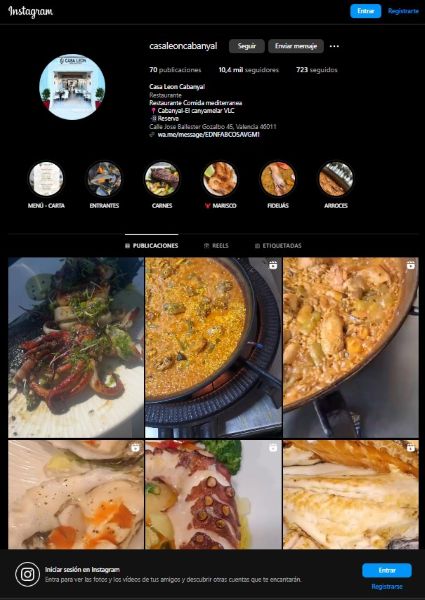 Instagram
Entrar
Registrarte
casaleoncabanyal
Seguir
Enviar mensaje
70 publicaciones
10,4 mil seguidores
723 seguidos
CASA LEON
Casa Leon Cabanyal
Restaurante
Restaurante Comida mediterranea
Cabanyal-El canyamelar VLC
Reserva
Calle Jose Ballester Gozalbo 45, Valencia 46011
wa.me/message/EDNFABCOSAVGM1
MENÚ - CARTA
ENTRANTES
CARNES
MARISCO
FIDEUÁS
ARROCES
PUBLICACIONES
REELS
ETIQUETADAS
Iniciar sesión en Instagram
Entra para ver las fotos y los vídeos de tus amigos y descubrir otras cuentas que te encantarán.
Entrar
Registrarse